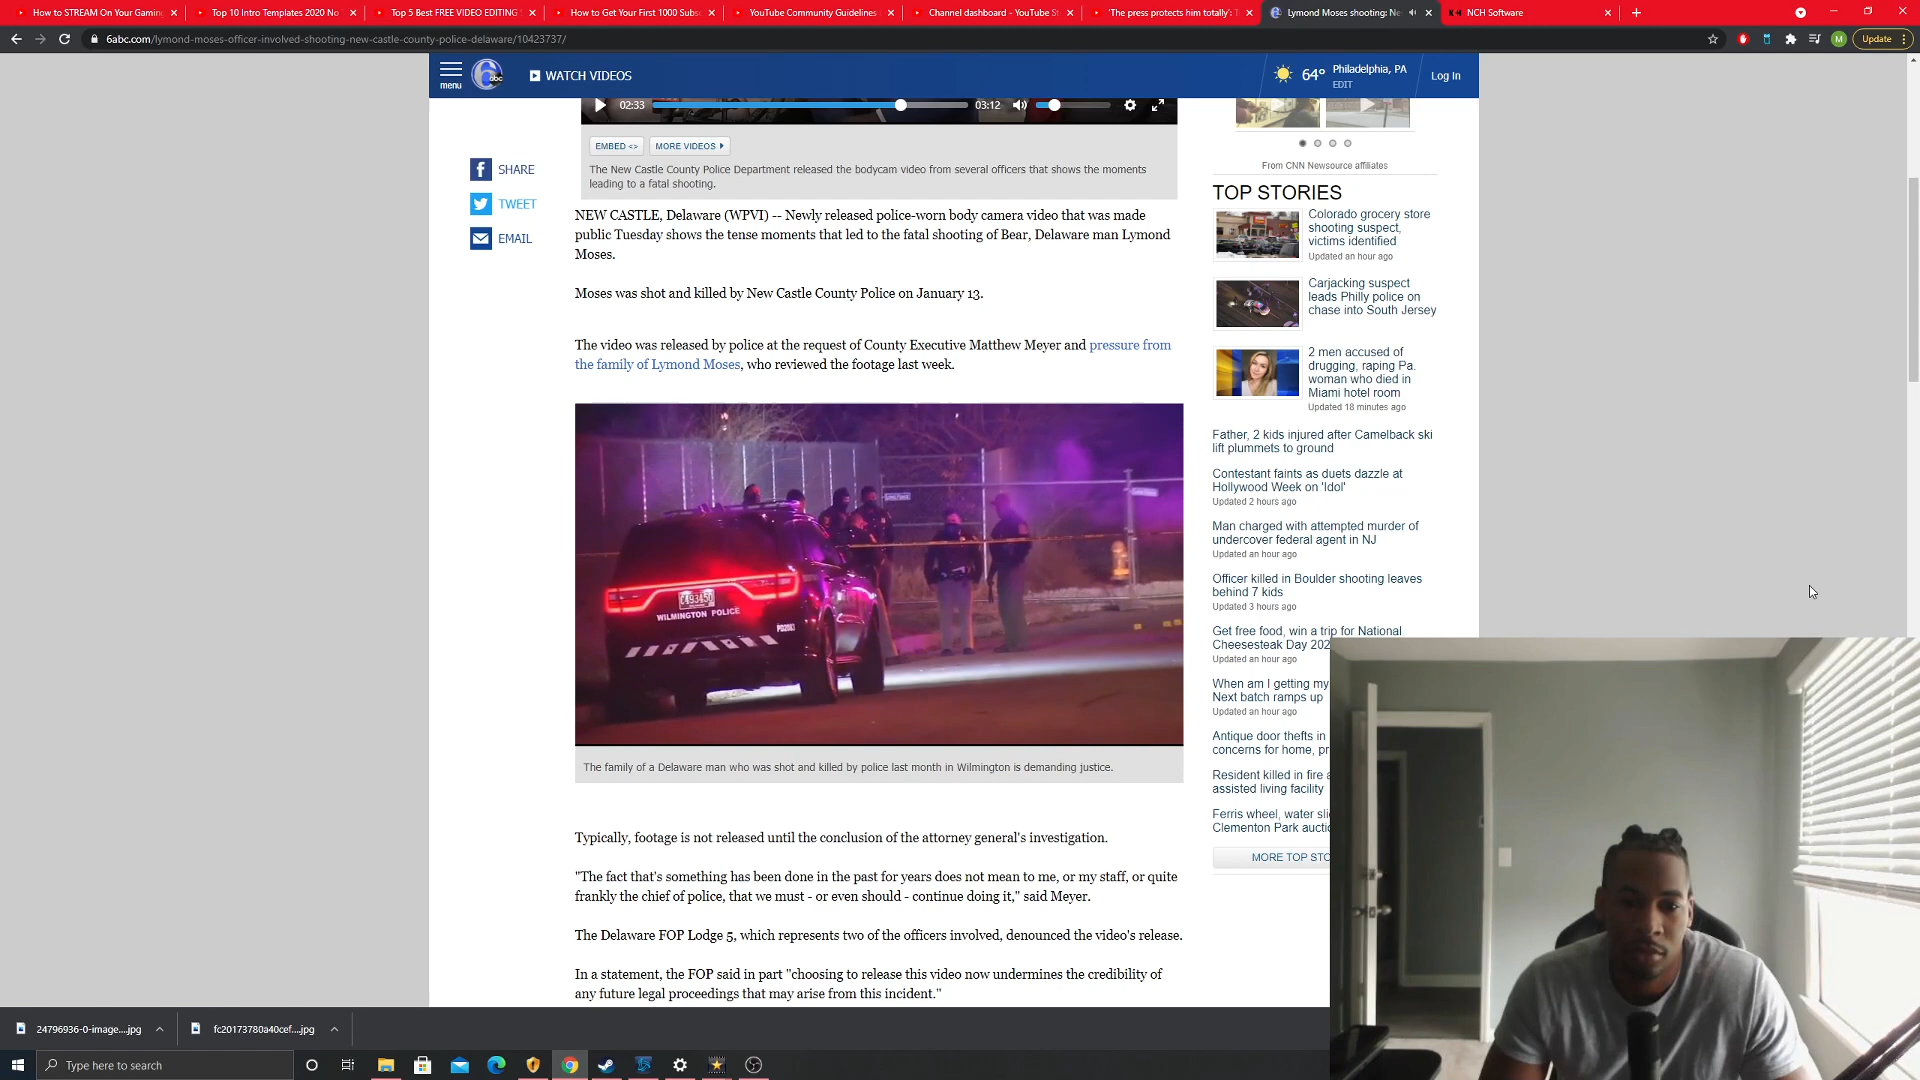 How to STREAM On Your Gaming
Top 10 Intro Templates 2020 No
Top 5 Best FREE VIDEO EDITING
How to Get Your First 1000 Subs
YouTube Community Guidelines
Channel dashboard - YouTube St
'The press protects him totally': T
Lymond Moses shooting: Ne
NCH Software
6abc.com/lymond-moses-officer-involved-shooting-new-castle-county-police-delaware/10423737/
M
Update
menu
6abc
WATCH VIDEOS
64°
Philadelphia, PA
EDIT
Log In
02:33
03:12
EMBED <>
MORE VIDEOS
The New Castle County Police Department released the bodycam video from several officers that shows the moments
leading to a fatal shooting.
SHARE
TWEET
EMAIL
NEW CASTLE, Delaware (WPVI) -- Newly released police-worn body camera video that was made
public Tuesday shows the tense moments that led to the fatal shooting of Bear, Delaware man Lymond
Moses.
Moses was shot and killed by New Castle County Police on January 13.
The video was released by police at the request of County Executive Matthew Meyer and pressure from
the family of Lymond Moses, who reviewed the footage last week.
C493450
WILMINGTON POLICE
The family of a Delaware man who was shot and killed by police last month in Wilmington is demanding justice.
Typically, footage is not released until the conclusion of the attorney general's investigation.
"The fact that's something has been done in the past for years does not mean to me, or my staff, or quite
frankly the chief of police, that we must - or even should - continue doing it," said Meyer.
The Delaware FOP Lodge 5, which represents two of the officers involved, denounced the video's release.
In a statement, the FOP said in part "choosing to release this video now undermines the credibility of
any future legal proceedings that may arise from this incident."
From CNN Newsource affiliates
TOP STORIES
Colorado grocery store
shooting suspect,
victims identified
Updated an hour ago
Carjacking suspect
leads Philly police on
chase into South Jersey
2 men accused of
drugging, raping Pa.
woman who died in
Miami hotel room
Updated 18 minutes ago
Father, 2 kids injured after Camelback ski
lift plummets to ground
Contestant faints as duets dazzle at
Hollywood Week on 'Idol'
Updated 2 hours ago
Man charged with attempted murder of
undercover federal agent in NJ
Updated an hour ago
Officer killed in Boulder shooting leaves
behind 7 kids
Updated 3 hours ago
Get free food, win a trip for National
Cheesesteak Day 202
Updated an hour ago
When am I getting my
Next batch ramps up
Updated an hour ago
Antique door thefts in
concerns for home, pr
Resident killed in fire a
assisted living facility
Ferris wheel, water sli
Clementon Park aucti
MORE TOP STO
24796936-0-image....jpg
fc20173780a40cef....jpg
Type here to search